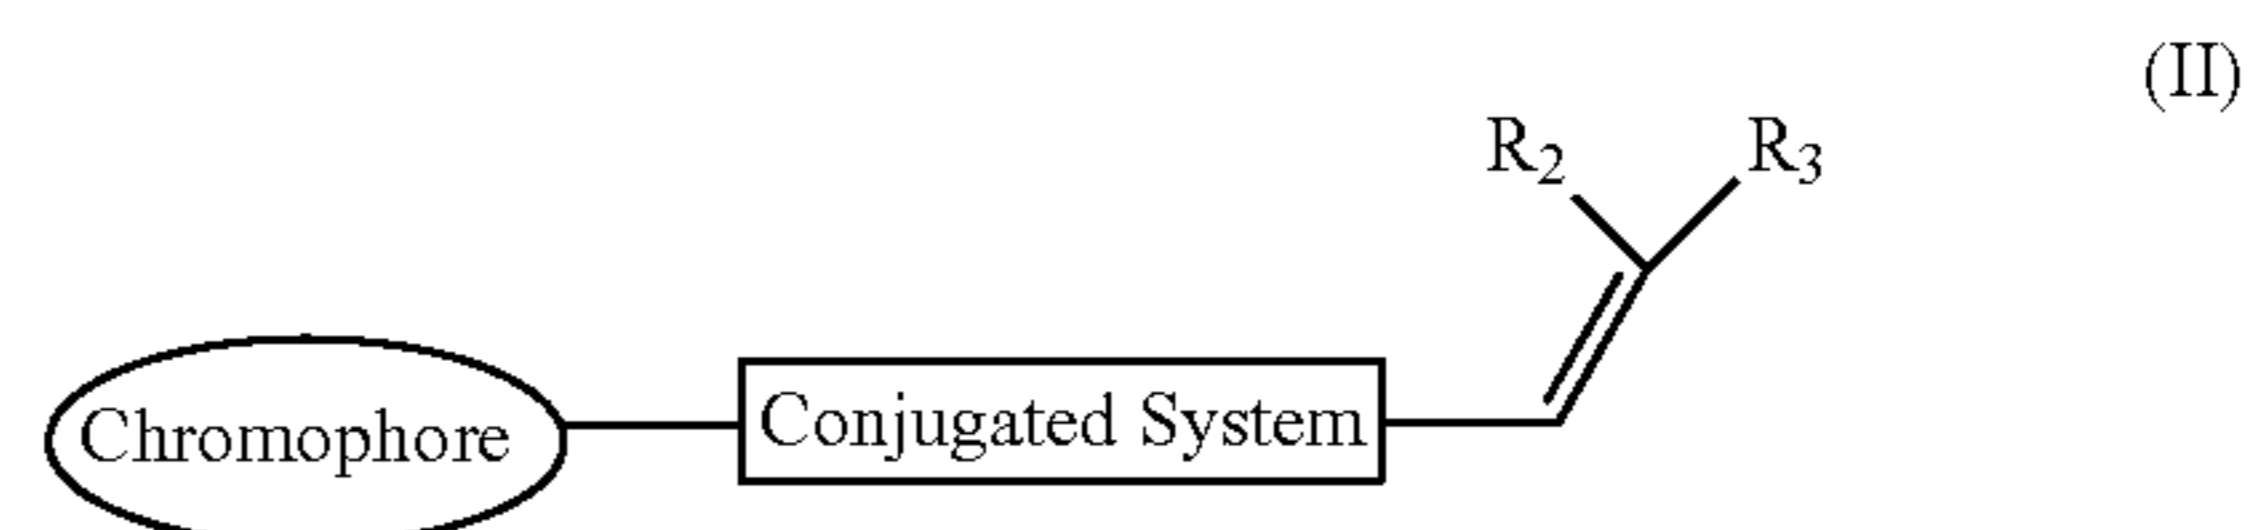 (II)
R₂ R₃
Chromophore Conjugated System